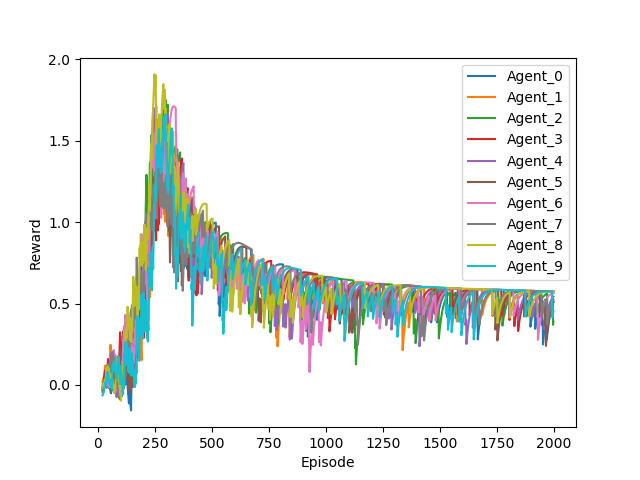 2.0
1.5
1.0
0.5
0.0
Reward
0
250
500
750
1000
1250
1500
1750
2000
Episode
Agent_0
Agent_1
Agent_2
Agent_3
Agent_4
Agent_5
Agent_6
Agent_7
Agent_8
Agent_9